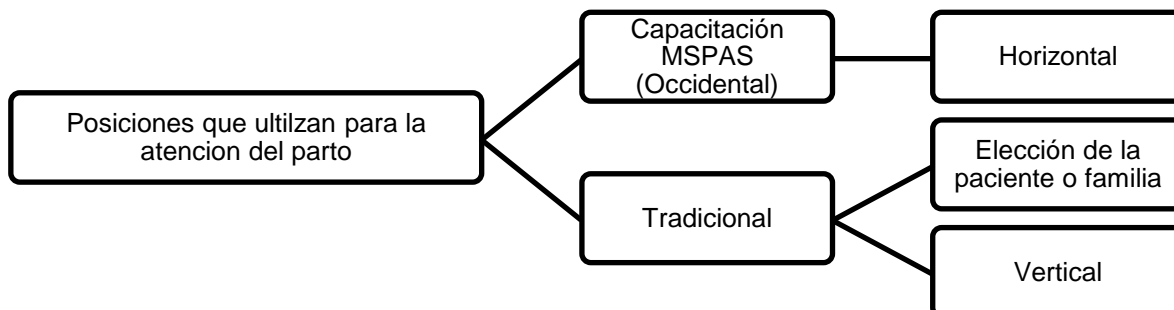 Posiciones que ultilzan para la
atencion del parto
Capacitación
MSPAS
(Occidental)
Horizontal
Tradicional
Elección de la
paciente o familia
Vertical